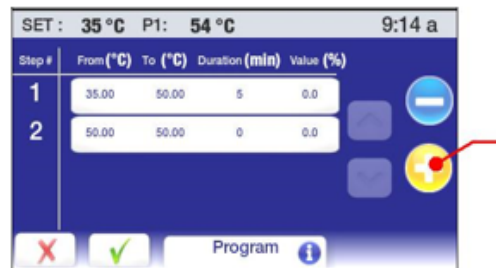 SET: 35 °C P1: 54 °C 9:14 a
Step # From (°C) To (°C) Duration (min) Value (%)
1 35.00 50.00 5 0.0
2 50.00 50.00 0 0.0
Program i